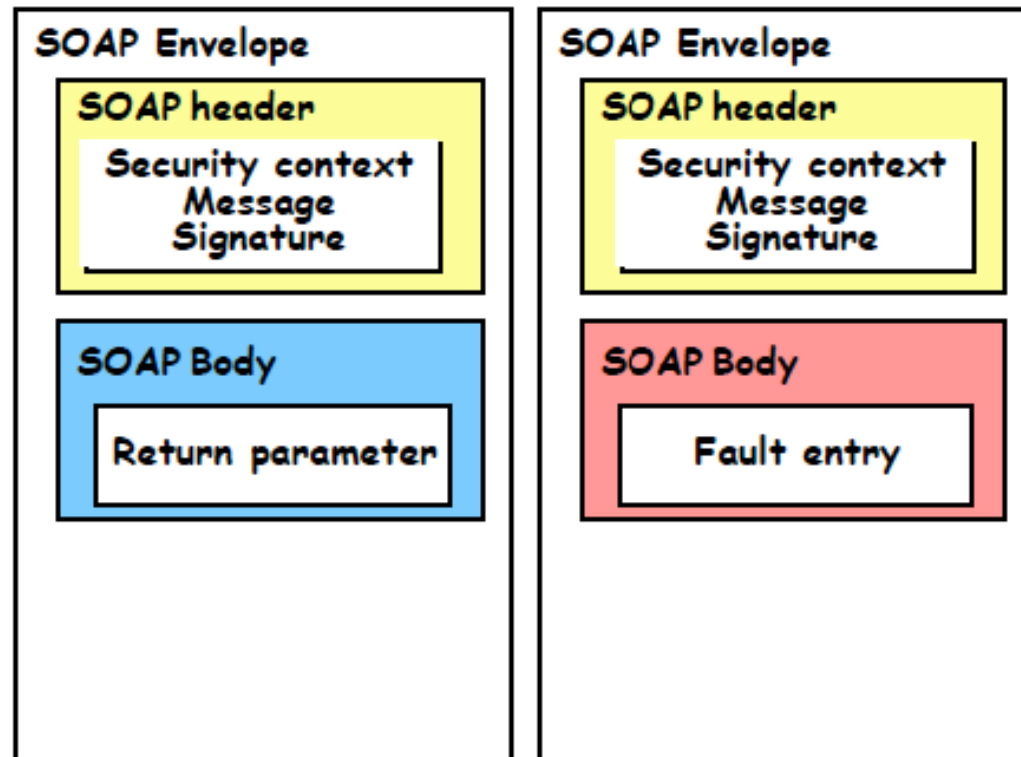 SOAP Envelope
SOAP header
Security context
Message
Signature
SOAP Body
Return parameter
SOAP Envelope
SOAP header
Security context
Message
Signature
SOAP Body
Fault entry